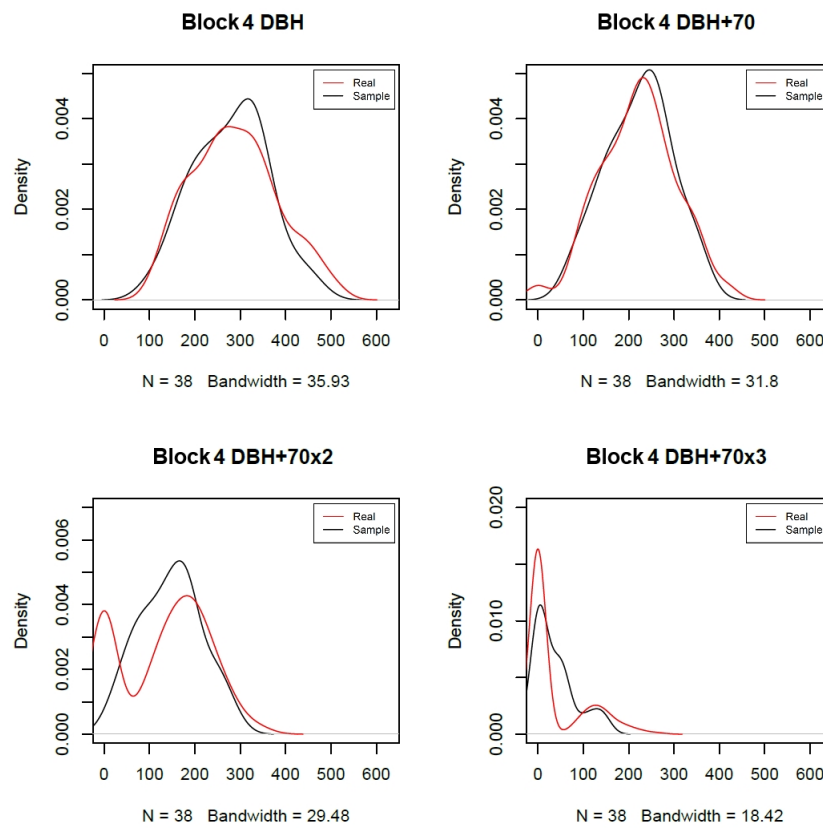 Block 4 DBH
Density
0.004
0.002
0.000
Real
Sample
0 100 200 300 400 500 600
N = 38 Bandwidth = 35.93
Block 4 DBH+70
Density
0.004
0.002
0.000
Real
Sample
0 100 200 300 400 500 600
N = 38 Bandwidth = 31.8
Block 4 DBH+70x2
Density
0.006
0.004
0.002
0.000
Real
Sample
0 100 200 300 400 500 600
N = 38 Bandwidth = 29.48
Block 4 DBH+70x3
Density
0.020
0.010
0.000
Real
Sample
0 100 200 300 400 500 600
N = 38 Bandwidth = 18.42